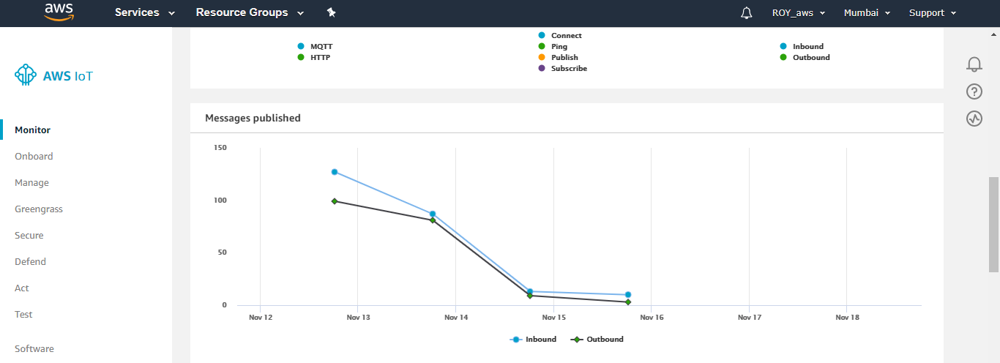 aws Services Resource Groups ROY_aws Mumbai Support
Connect
MQTT Ping Inbound
HTTP Publish Outbound
Subscribe
AWS IoT
Messages published
Monitor
Onboard
Manage
Greengrass
Secure
Defend
Act
Test
Software
150
100
50
0
Nov 12 Nov 13 Nov 14 Nov 15 Nov 16 Nov 17 Nov 18
Inbound Outbound